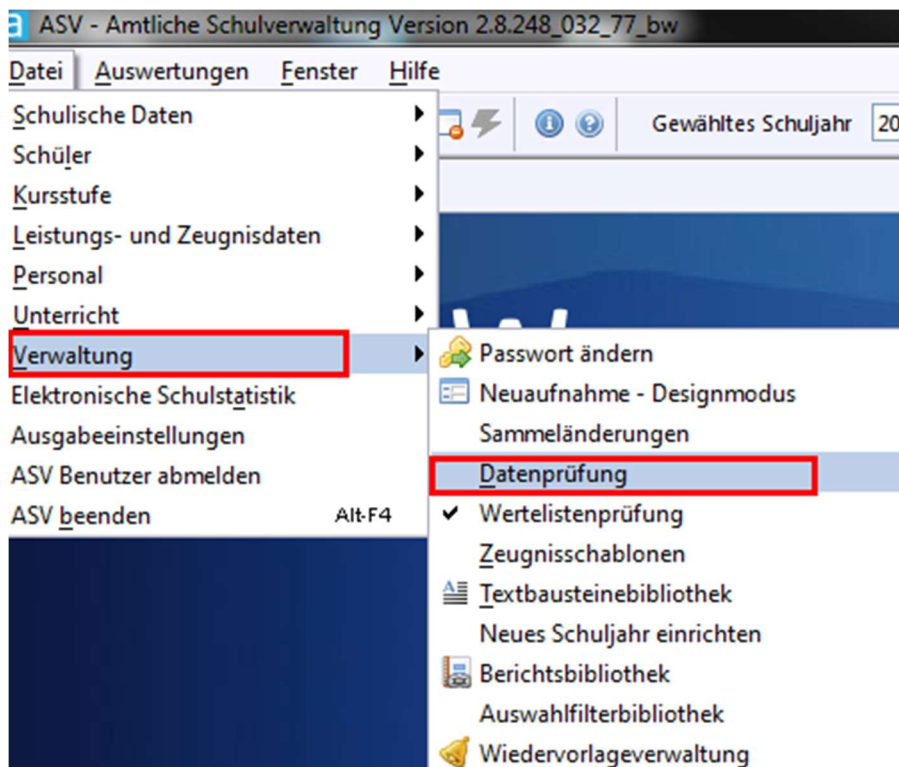 a ASV - Amtliche Schulverwaltung Version 2.8.248_032_77_bw
Datei Auswertungen Fenster Hilfe
Gewähltes Schuljahr 20
Schulische Daten
Schüler
Kursstufe
Leistungs- und Zeugnisdaten
Personal
Unterricht
Verwaltung
Elektronische Schulstatistik
Ausgabeeinstellungen
ASV Benutzer abmelden
ASV beenden Alt-F4
Passwort ändern
Neuaufnahme - Designmodus
Sammeländerungen
Datenprüfung
Wertelistenprüfung
Zeugnisschablonen
Textbausteinebibliothek
Neues Schuljahr einrichten
Berichtsbibliothek
Auswahlfilterbibliothek
Wiedervorlageverwaltung